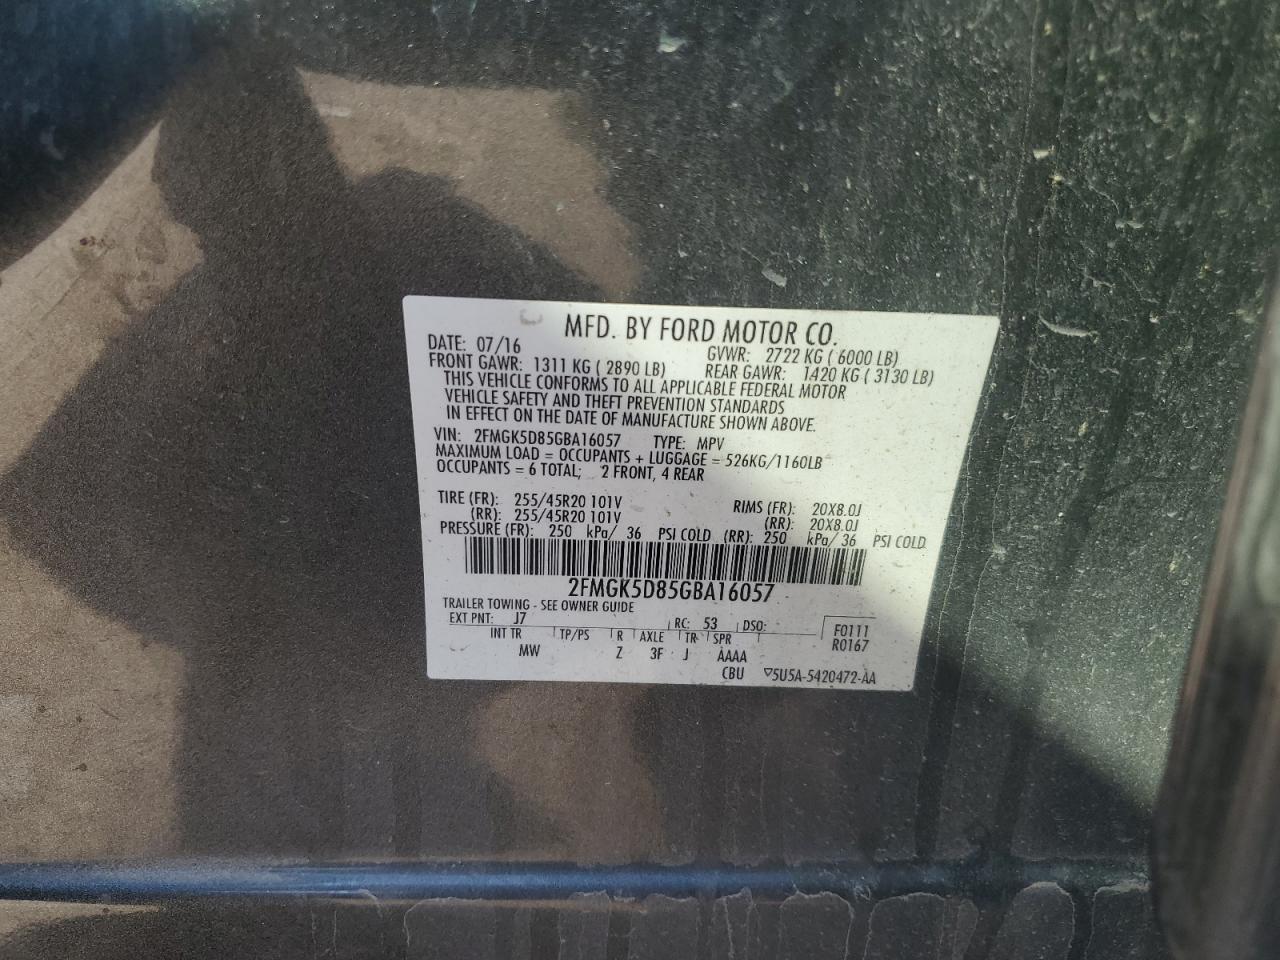 MFD. BY FORD MOTOR CO.
DATE: 07/16 GVWR: 2722 KG ( 6000 LB)
FRONT GAWR: 1311 KG ( 2890 LB) REAR GAWR: 1420 KG ( 3130 LB)
THIS VEHICLE CONFORMS TO ALL APPLICABLE FEDERAL MOTOR
VEHICLE SAFETY AND THEFT PREVENTION STANDARDS
IN EFFECT ON THE DATE OF MANUFACTURE SHOWN ABOVE.
VIN: 2FMGK5D85GBA16057 TYPE: MPV
MAXIMUM LOAD = OCCUPANTS + LUGGAGE = 526KG/1160LB
OCCUPANTS = 6 TOTAL; 2 FRONT, 4 REAR
TIRE (FR): 255/45R20 101V RIMS (FR): 20X8.0J
(RR): 255/45R20 101V (RR): 20X8.0J
PRESSURE (FR): 250 kPa/ 36 PSI COLD (RR): 250 kPa/ 36 PSI COLD
2FMGK5D85GBA16057
TRAILER TOWING - SEE OWNER GUIDE
EXT PNT: J7 RC: 53 DSO: F0111
INT TR TP/PS R AXLE TR SPR R0167
MW Z 3F J AAAA
CBU ▽5U5A-5420472-AA